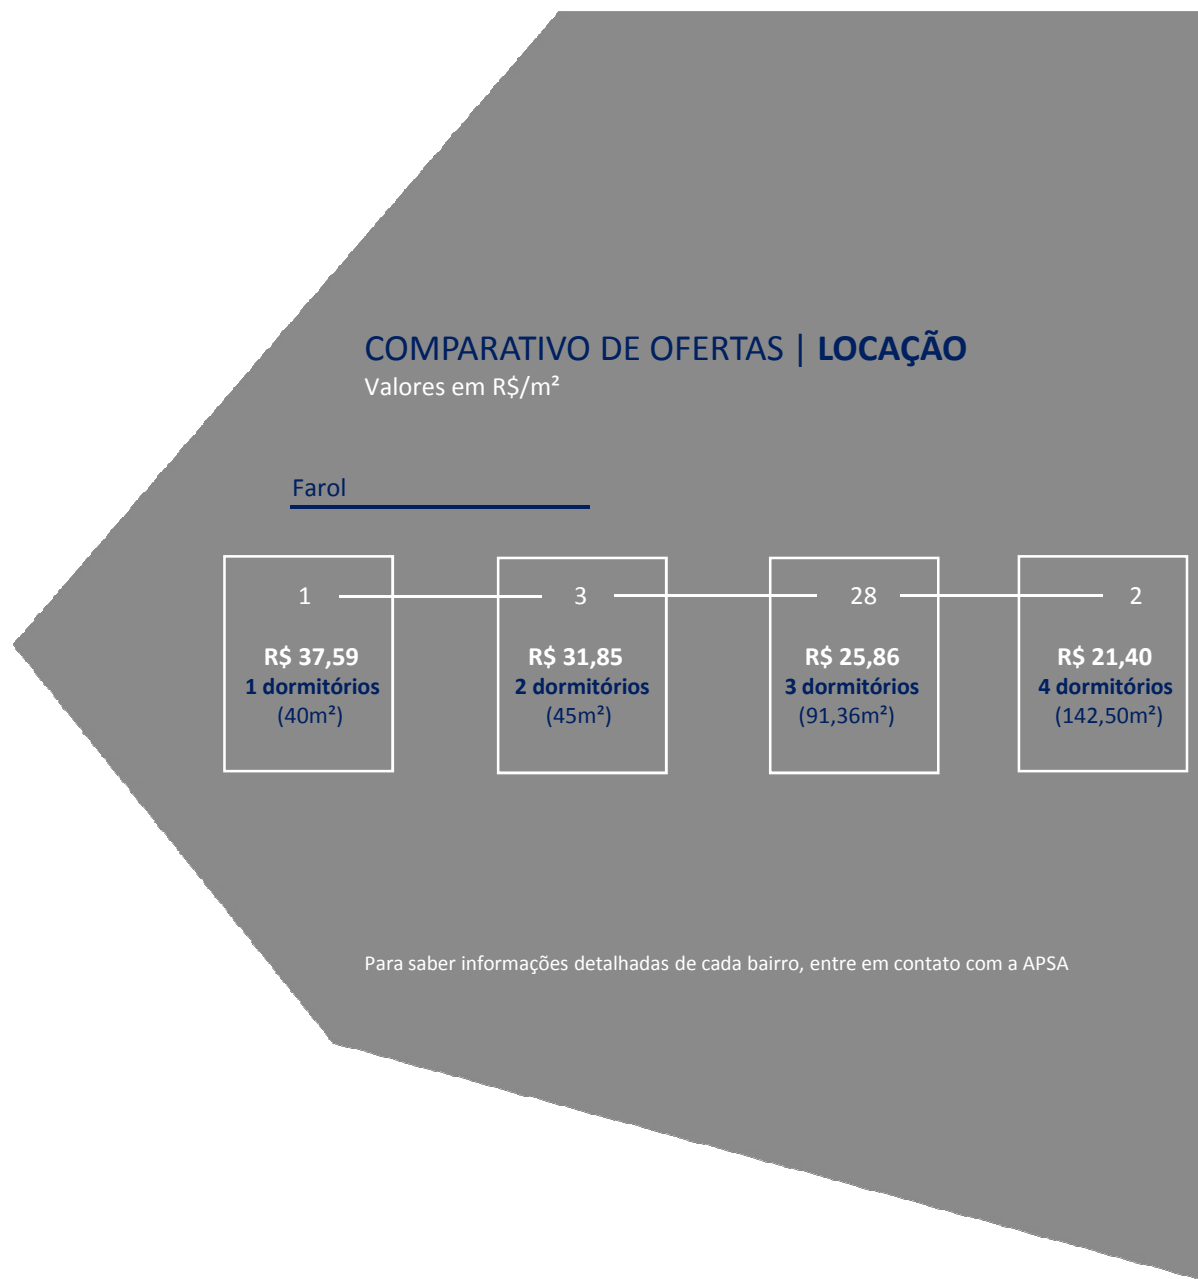 COMPARATIVO DE OFERTAS | LOCAÇÃO
Valores em R$/m²
Farol
1 3 28 2
R$ 37,59 R$ 31,85 R$ 25,86 R$ 21,40
1 dormitórios 2 dormitórios 3 dormitórios 4 dormitórios
(40m²) (45m²) (91,36m²) (142,50m²)
Para saber informações detalhadas de cada bairro, entre em contato com a APSA